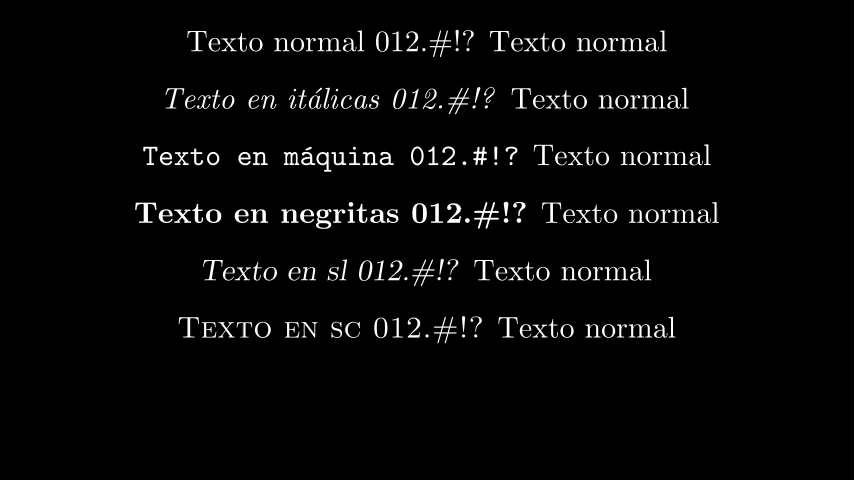 Texto normal 012.#!? Texto normal
Texto en itálicas 012.#!? Texto normal
Texto en máquina 012.#!? Texto normal
Texto en negritas 012.#!? Texto normal
Texto en sl 012.#!? Texto normal
Texto en sc 012.#!? Texto normal